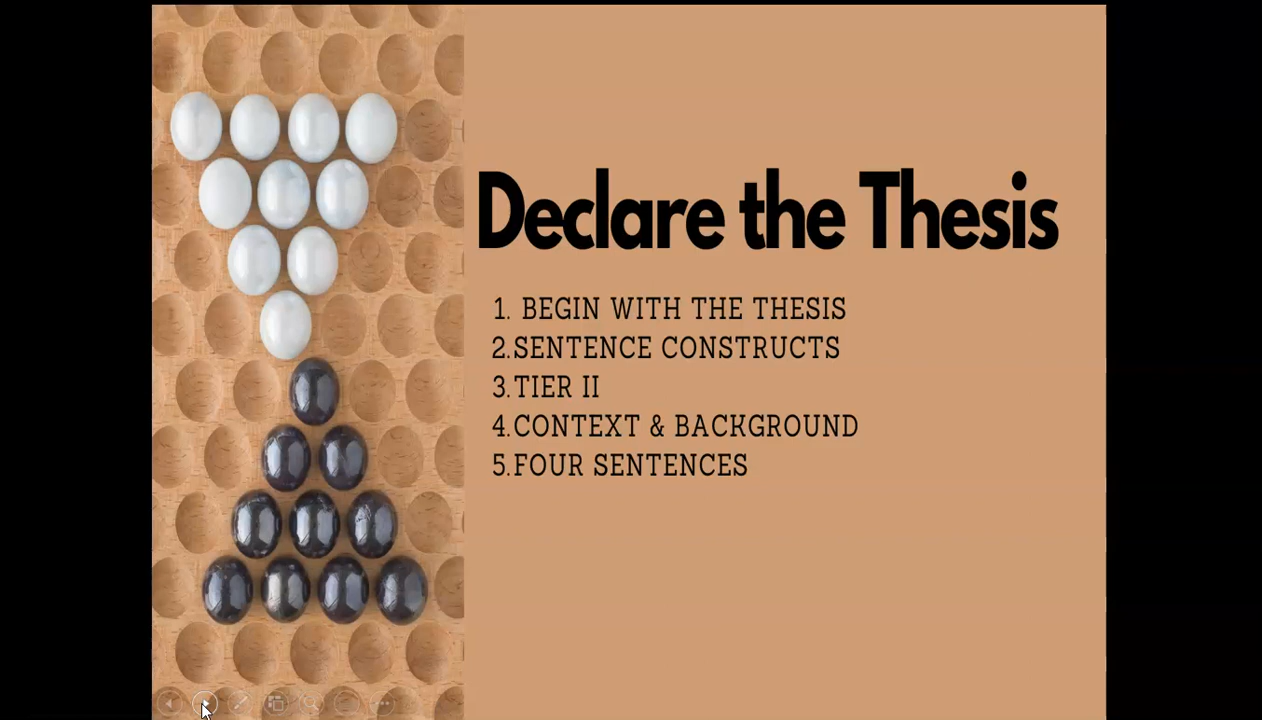 Declare the Thesis
1. BEGIN WITH THE THESIS
2.SENTENCE CONSTRUCTS
3.TIER II
4.CONTEXT & BACKGROUND
5.FOUR SENTENCES